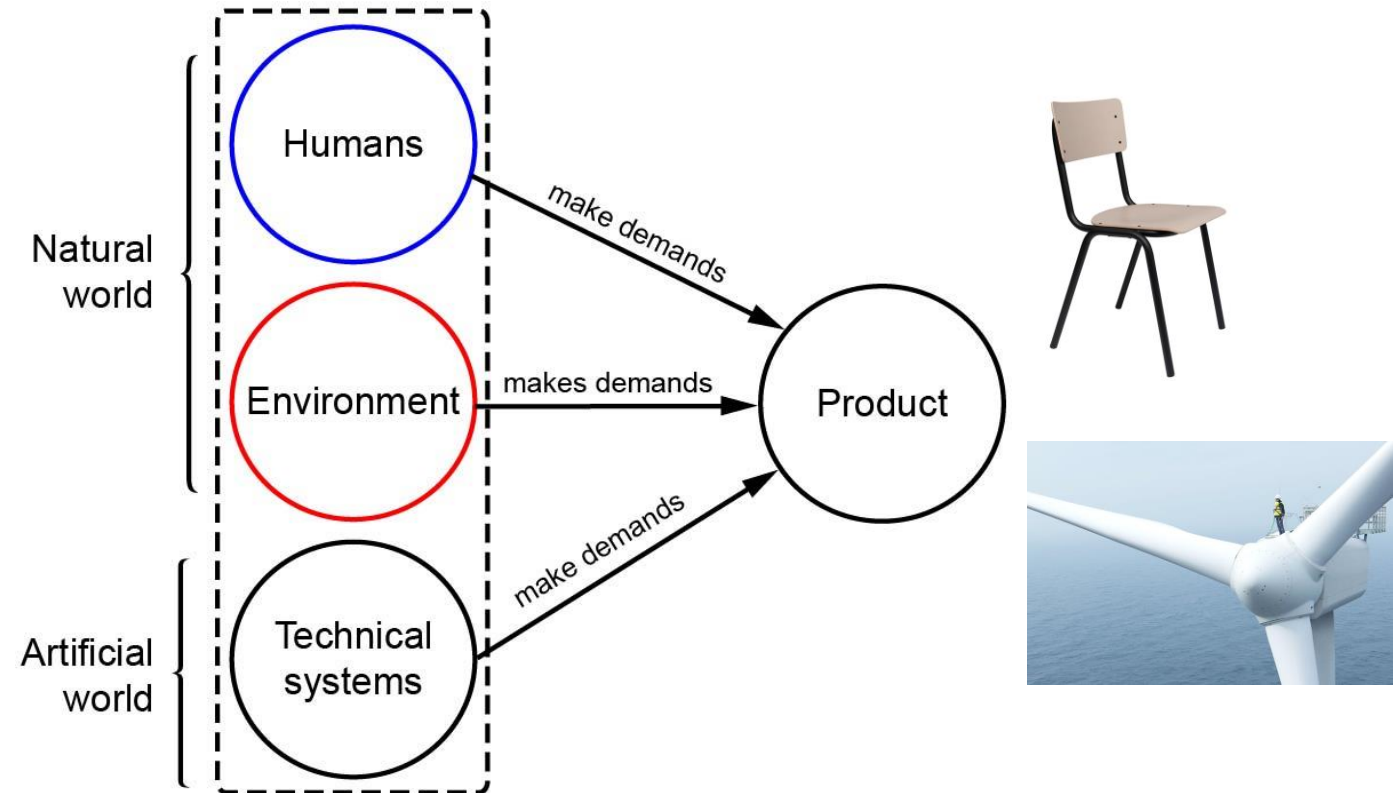 Natural
world
Artificial
world
Humans
Environment
Technical
systems
make demands
makes demands
make demands
Product